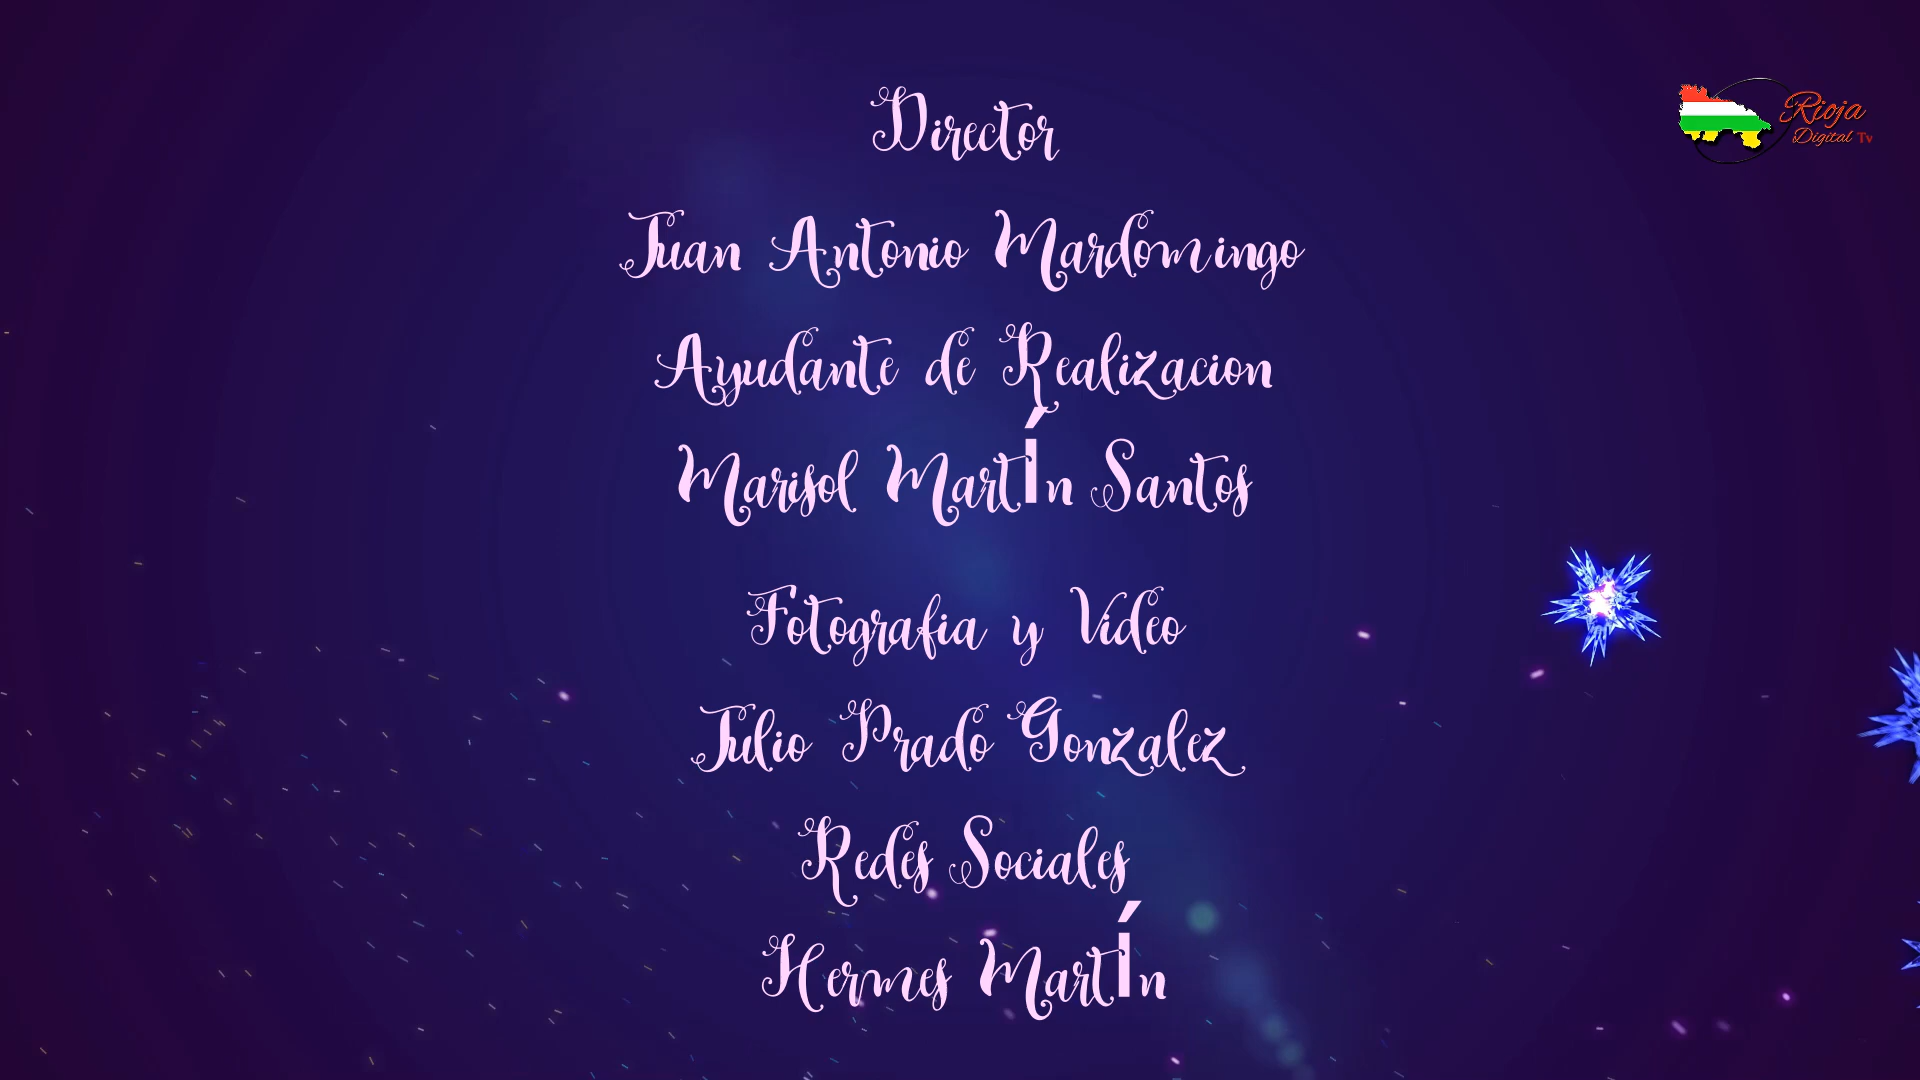 Director
Rioja
Digital Tv
Juan Antonio Mardomingo
Ayudante de Realizacion
Marisol MartÍn Santos
Fotografia y Video
Julio Prado Gonzalez
Redes Sociales
Hermes MartÍn